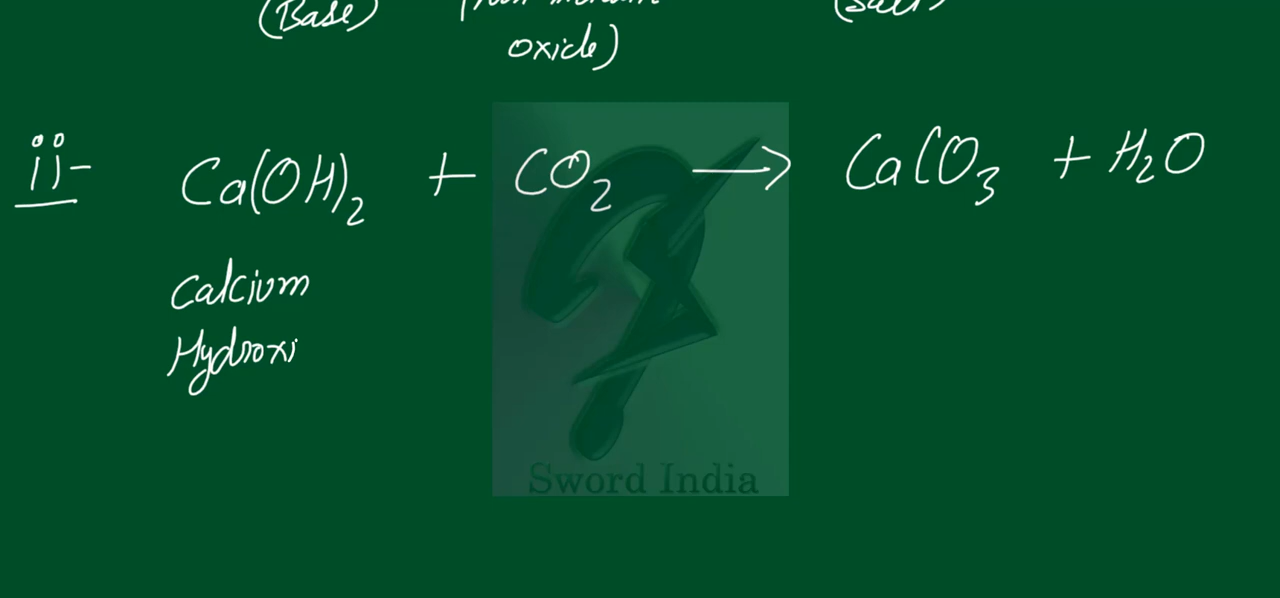 (Base)
oxide)
ii- Ca(OH)2 + CO2 → CaCO3 + H2O
Calcium
Hydroxi
Sword India